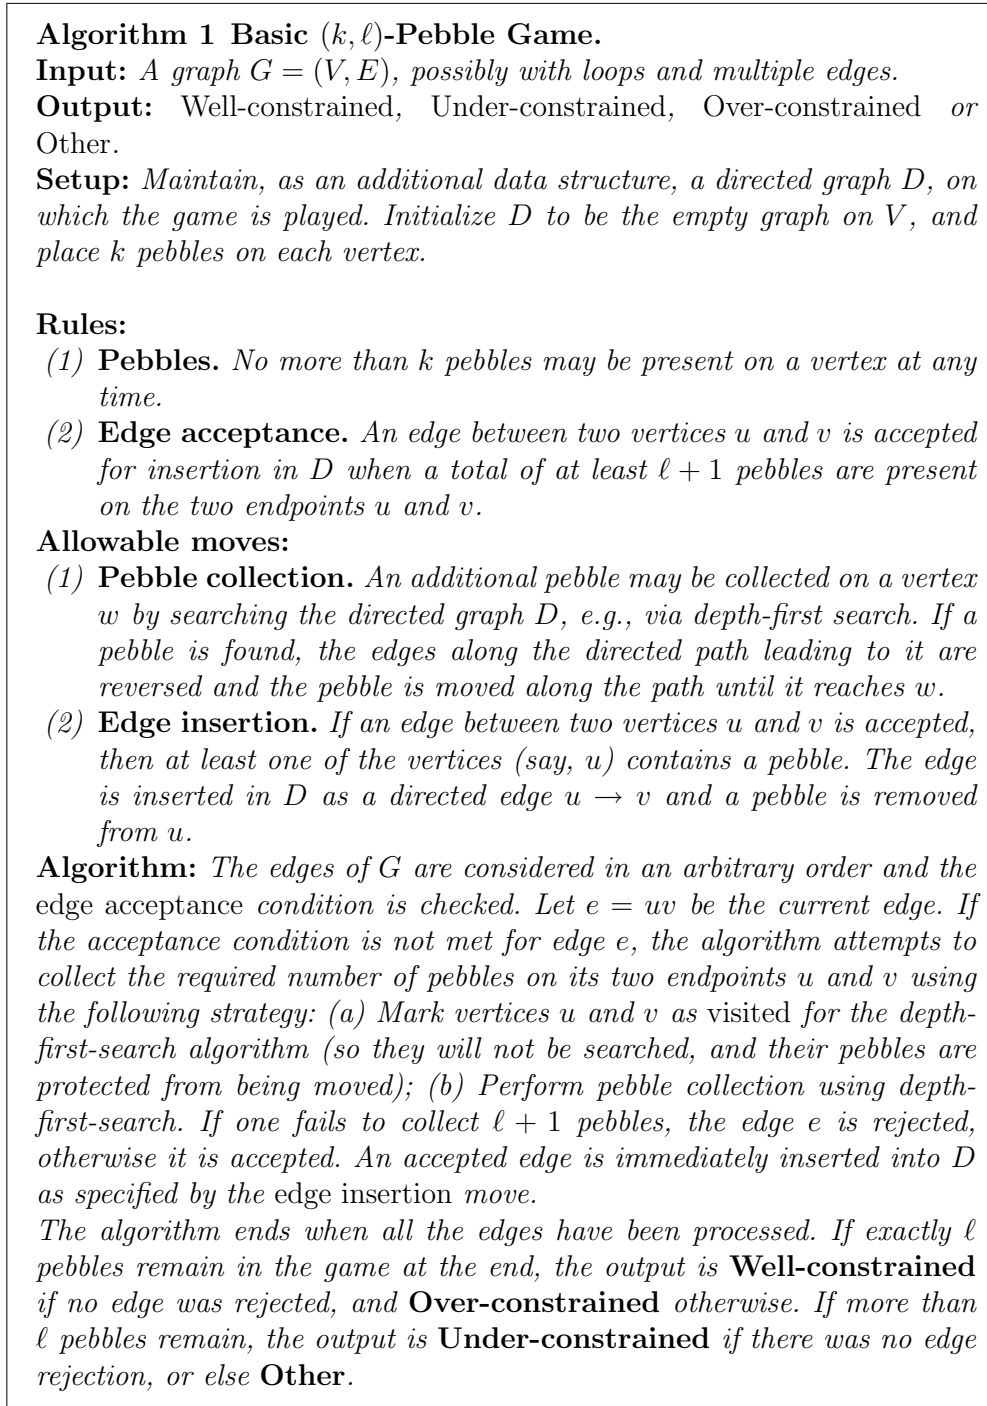 Algorithm 1 Basic (k, ℓ)-Pebble Game.
Input: A graph G = (V, E), possibly with loops and multiple edges.
Output: Well-constrained, Under-constrained, Over-constrained or
Other.
Setup: Maintain, as an additional data structure, a directed graph D, on
which the game is played. Initialize D to be the empty graph on V, and
place k pebbles on each vertex.
Rules:
(1) Pebbles. No more than k pebbles may be present on a vertex at any
time.
(2) Edge acceptance. An edge between two vertices u and v is accepted
for insertion in D when a total of at least ℓ + 1 pebbles are present
on the two endpoints u and v.
Allowable moves:
(1) Pebble collection. An additional pebble may be collected on a vertex
w by searching the directed graph D, e.g., via depth-first search. If a
pebble is found, the edges along the directed path leading to it are
reversed and the pebble is moved along the path until it reaches w.
(2) Edge insertion. If an edge between two vertices u and v is accepted,
then at least one of the vertices (say, u) contains a pebble. The edge
is inserted in D as a directed edge u → v and a pebble is removed
from u.
Algorithm: The edges of G are considered in an arbitrary order and the
edge acceptance condition is checked. Let e = uv be the current edge. If
the acceptance condition is not met for edge e, the algorithm attempts to
collect the required number of pebbles on its two endpoints u and v using
the following strategy: (a) Mark vertices u and v as visited for the depth-
first-search algorithm (so they will not be searched, and their pebbles are
protected from being moved); (b) Perform pebble collection using depth-
first-search. If one fails to collect ℓ + 1 pebbles, the edge e is rejected,
otherwise it is accepted. An accepted edge is immediately inserted into D
as specified by the edge insertion move.
The algorithm ends when all the edges have been processed. If exactly ℓ
pebbles remain in the game at the end, the output is Well-constrained
if no edge was rejected, and Over-constrained otherwise. If more than
ℓ pebbles remain, the output is Under-constrained if there was no edge
rejection, or else Other.